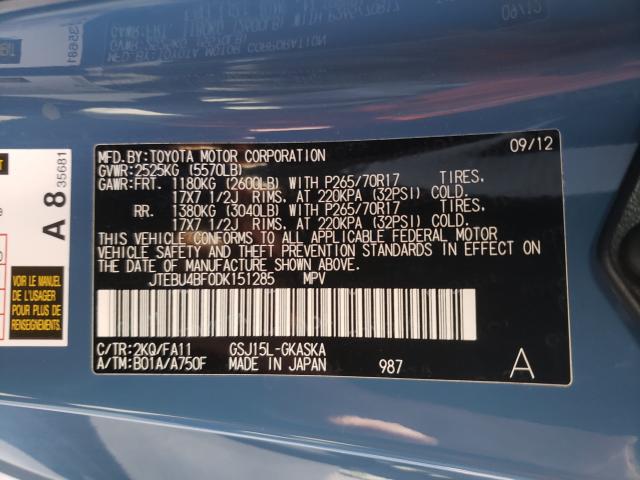 MFD.BY:TOYOTA MOTOR CORPORATION 09/12
GVWR:2525KG (5570LB)
GAWR:FRT. 1180KG (2600LB) WITH P265/70R17 TIRES,
17X7 1/2J RIMS, AT 220KPA (32PSI) COLD.
RR. 1380KG (3040LB) WITH P265/70R17 TIRES,
17X7 1/2J RIMS, AT 220KPA (32PSI) COLD.
THIS VEHICLE CONFORMS TO ALL APPLICABLE FEDERAL MOTOR
VEHICLE SAFETY AND THEFT PREVENTION STANDARDS IN EFFECT ON
THE DATE OF MANUFACTURE SHOWN ABOVE.
JTEBU4BF0DK151285 MPV
C/TR:2KQ/FA11 GSJ15L-GKASKA
A/TM:B01A/A750F MADE IN JAPAN 987 A
A 8 35681
VOIR LE MANUEL
DE L'USAGER
POUR PLUS DE
RENSEIGNEMENTS